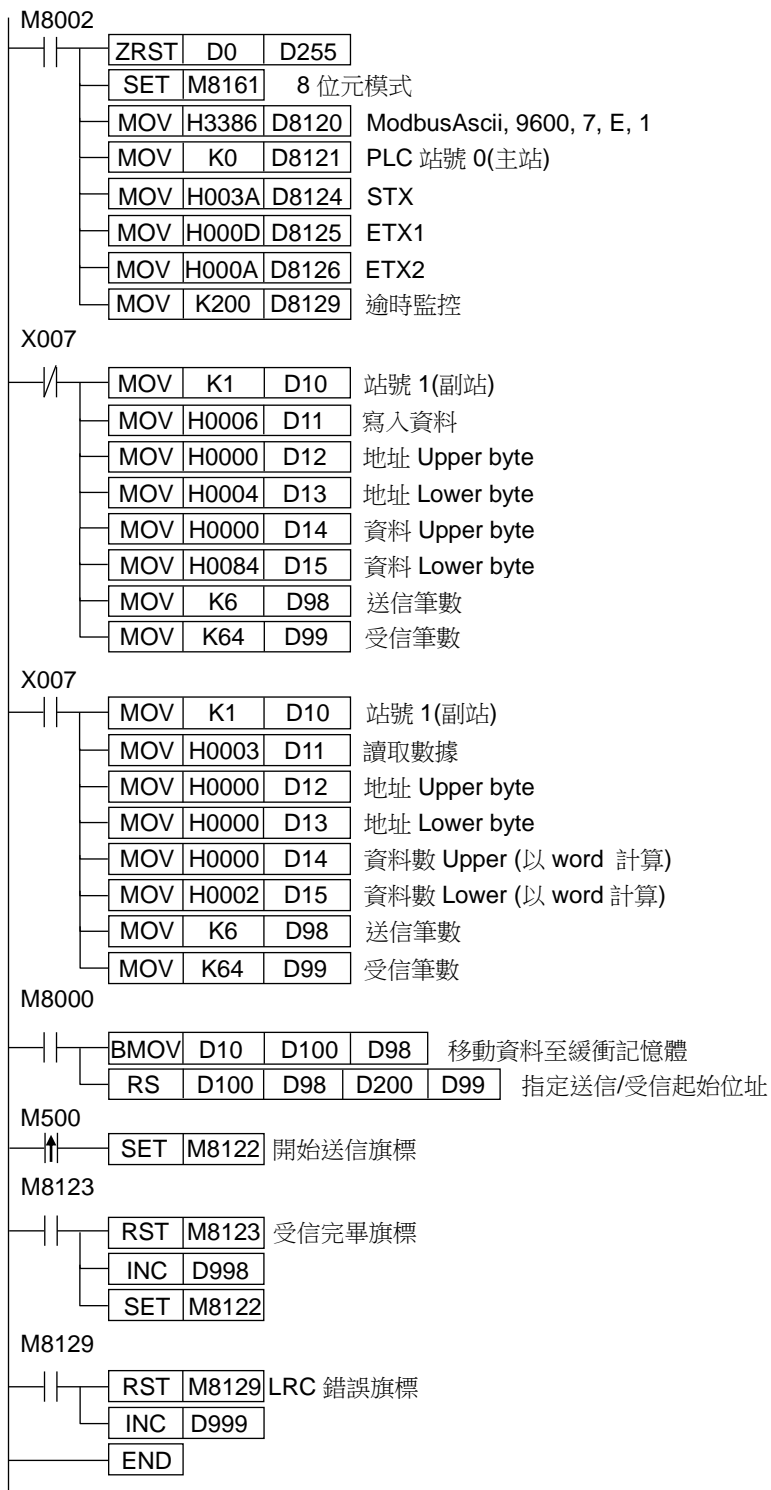 M8002
ZRST D0 D255
SET M8161 8 位元模式
MOV H3386 D8120 ModbusAscii, 9600, 7, E, 1
MOV K0 D8121 PLC 站號 0(主站)
MOV H003A D8124 STX
MOV H000D D8125 ETX1
MOV H000A D8126 ETX2
MOV K200 D8129 逾時監控
X007
MOV K1 D10 站號 1(副站)
MOV H0006 D11 寫入資料
MOV H0000 D12 地址 Upper byte
MOV H0004 D13 地址 Lower byte
MOV H0000 D14 資料 Upper byte
MOV H0084 D15 資料 Lower byte
MOV K6 D98 送信筆數
MOV K64 D99 受信筆數
X007
MOV K1 D10 站號 1(副站)
MOV H0003 D11 讀取數據
MOV H0000 D12 地址 Upper byte
MOV H0000 D13 地址 Lower byte
MOV H0000 D14 資料數 Upper (以 word 計算)
MOV H0002 D15 資料數 Lower (以 word 計算)
MOV K6 D98 送信筆數
MOV K64 D99 受信筆數
M8000
BMOV D10 D100 D98 移動資料至緩衝記憶體
RS D100 D98 D200 D99 指定送信/受信起始位址
M500
SET M8122 開始送信旗標
M8123
RST M8123 受信完畢旗標
INC D998
SET M8122
M8129
RST M8129 LRC 錯誤旗標
INC D999
END